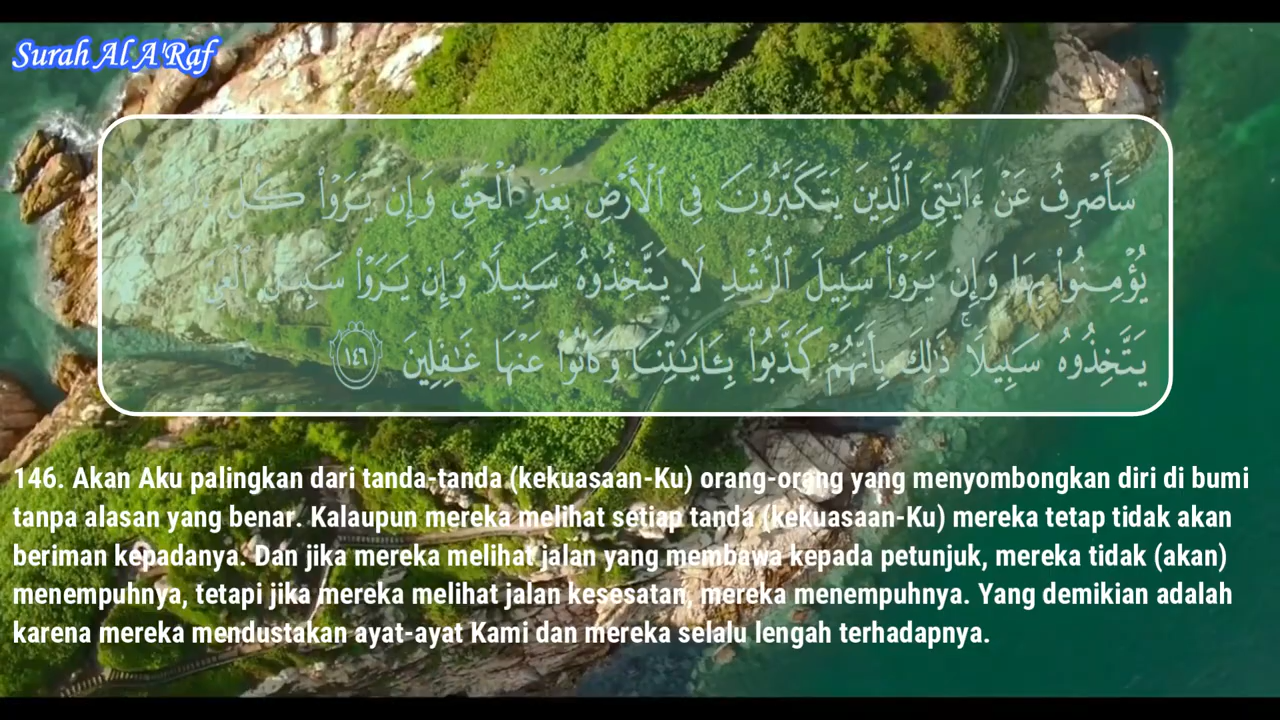 Surah Al A'Raf
سَأَصْرِفُ عَنْ ءَايَٰتِىَ ٱلَّذِينَ يَتَكَبَّرُونَ فِى ٱلْأَرْضِ بِغَيْرِ ٱلْحَقِّ وَإِن يَرَوْا۟ كُلَّ
يُؤْمِنُوا۟ بِهَا وَإِن يَرَوْا۟ سَبِيلَ ٱلرُّشْدِ لَا يَتَّخِذُوهُ سَبِيلًا وَإِن يَرَوْا۟ سَبِيلَ ٱلْغَىِّ
يَتَّخِذُوهُ سَبِيلًا ۚ ذَٰلِكَ بِأَنَّهُمْ كَذَّبُوا۟ بِـَٔايَٰتِنَا وَكَانُوا۟ عَنْهَا غَٰفِلِينَ ١٤٦
146. Akan Aku palingkan dari tanda-tanda (kekuasaan-Ku) orang-orang yang menyombongkan diri di bumi
tanpa alasan yang benar. Kalaupun mereka melihat setiap tanda (kekuasaan-Ku) mereka tetap tidak akan
beriman kepadanya. Dan jika mereka melihat jalan yang membawa kepada petunjuk, mereka tidak (akan)
menempuhnya, tetapi jika mereka melihat jalan kesesatan, mereka menempuhnya. Yang demikian adalah
karena mereka mendustakan ayat-ayat Kami dan mereka selalu lengah terhadapnya.